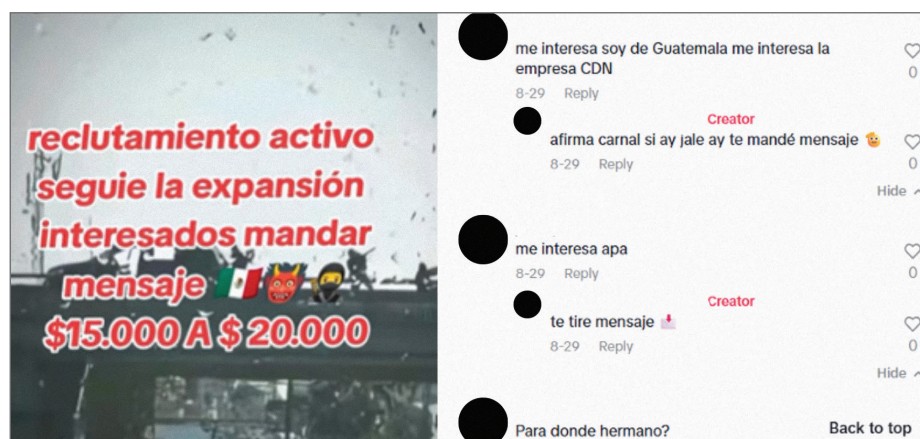 reclutamiento activo
seguie la expansión
interesados mandar
mensaje 🇲🇽👹🥷
$15.000 A $ 20.000
me interesa soy de Guatemala me interesa la
empresa CDN
0
8-29 Reply
Creator
afirma carnal si ay jale ay te mandé mensaje 🫡
0
8-29 Reply
Hide
me interesa apa
0
8-29 Reply
Creator
te tire mensaje 📩
0
8-29 Reply
Hide
Para donde hermano?
Back to top